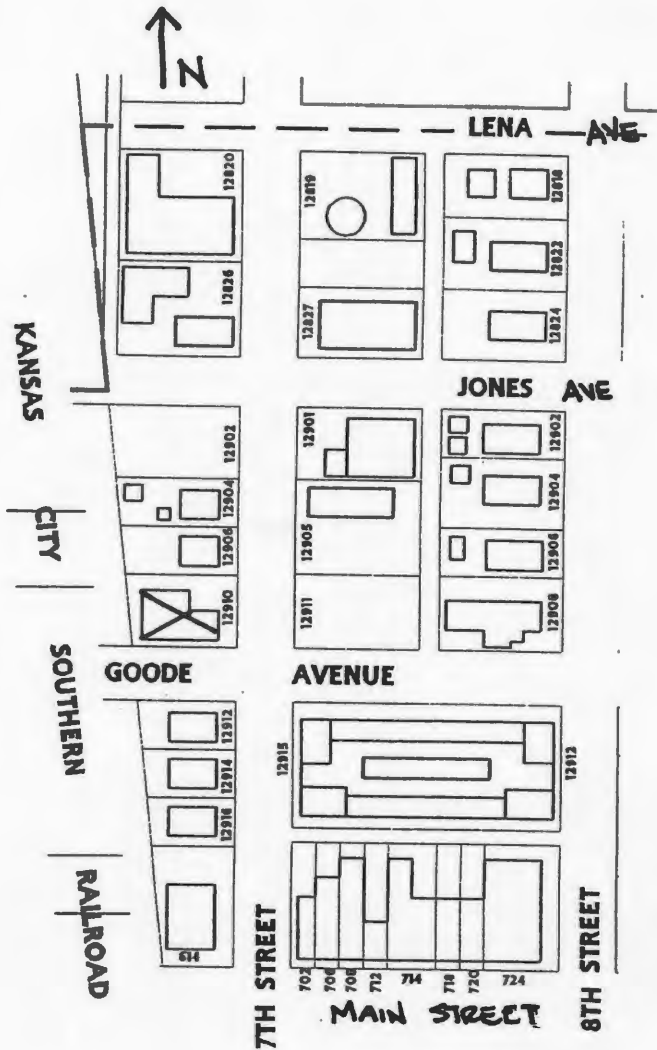 N
LENA AVE
12820
12819
12818
12822
12826
12827
12824
KANSAS
JONES AVE
12902
12901
12902
12904
12904
CITY
12906
12905
12906
12910
12911
12908
GOODE AVENUE
SOUTHERN
12912
12915
12912
12914
12916
RAILROAD
614
7TH STREET
702
706
708
712
714
718
720
724
8TH STREET
MAIN STREET